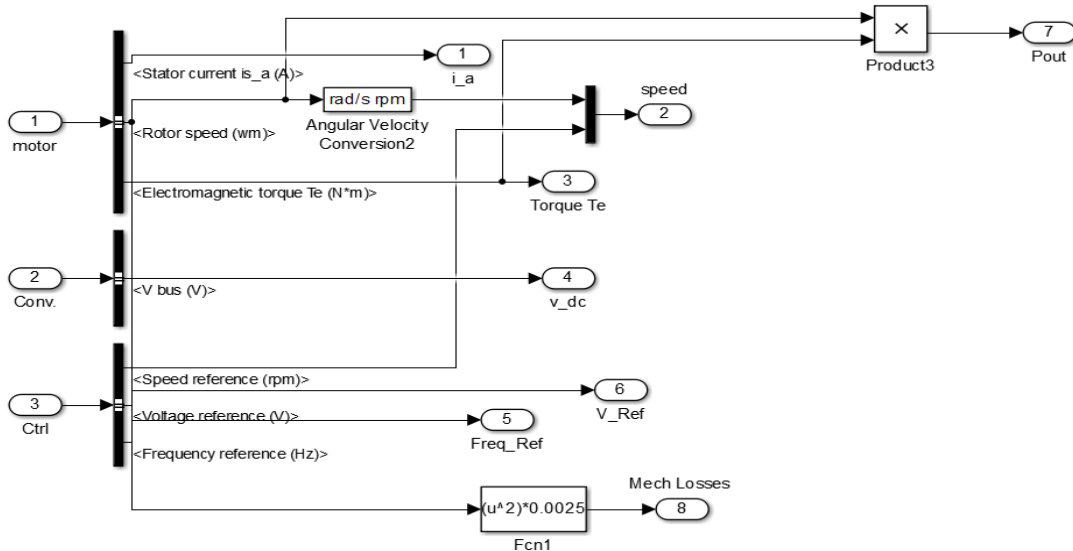 7
×
Pout
Product3
1
<Stator current is_a (A)>
i_a
speed
rad/s rpm
1
2
motor
<Rotor speed (wm)>
Angular Velocity
Conversion2
3
<Electromagnetic torque Te (N*m)>
Torque Te
2
4
Conv.
<V bus (V)>
v_dc
<Speed reference (rpm)>
6
3
<Voltage reference (V)>
V_Ref
5
Ctrl
Freq_Ref
<Frequency reference (Hz)>
Mech Losses
(u^2)*0.0025
8
Fcn1